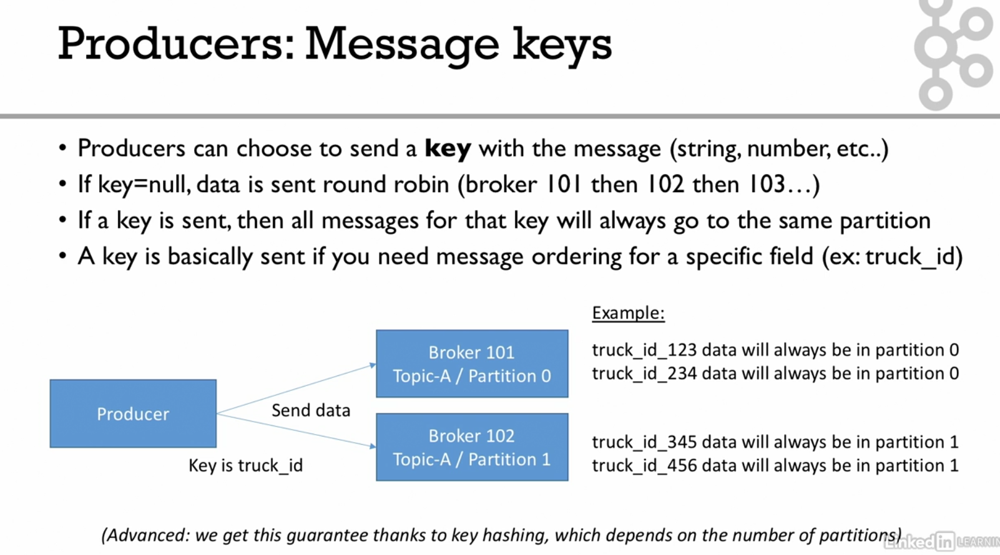 Producers: Message keys
• Producers can choose to send a key with the message (string, number, etc..)
• If key=null, data is sent round robin (broker 101 then 102 then 103...)
• If a key is sent, then all messages for that key will always go to the same partition
• A key is basically sent if you need message ordering for a specific field (ex: truck_id)
Example:
Broker 101
Topic-A / Partition 0
truck_id_123 data will always be in partition 0
truck_id_234 data will always be in partition 0
Producer
Send data
Key is truck_id
Broker 102
Topic-A / Partition 1
truck_id_345 data will always be in partition 1
truck_id_456 data will always be in partition 1
(Advanced: we get this guarantee thanks to key hashing, which depends on the number of partitions)
Linked in LEARNIN